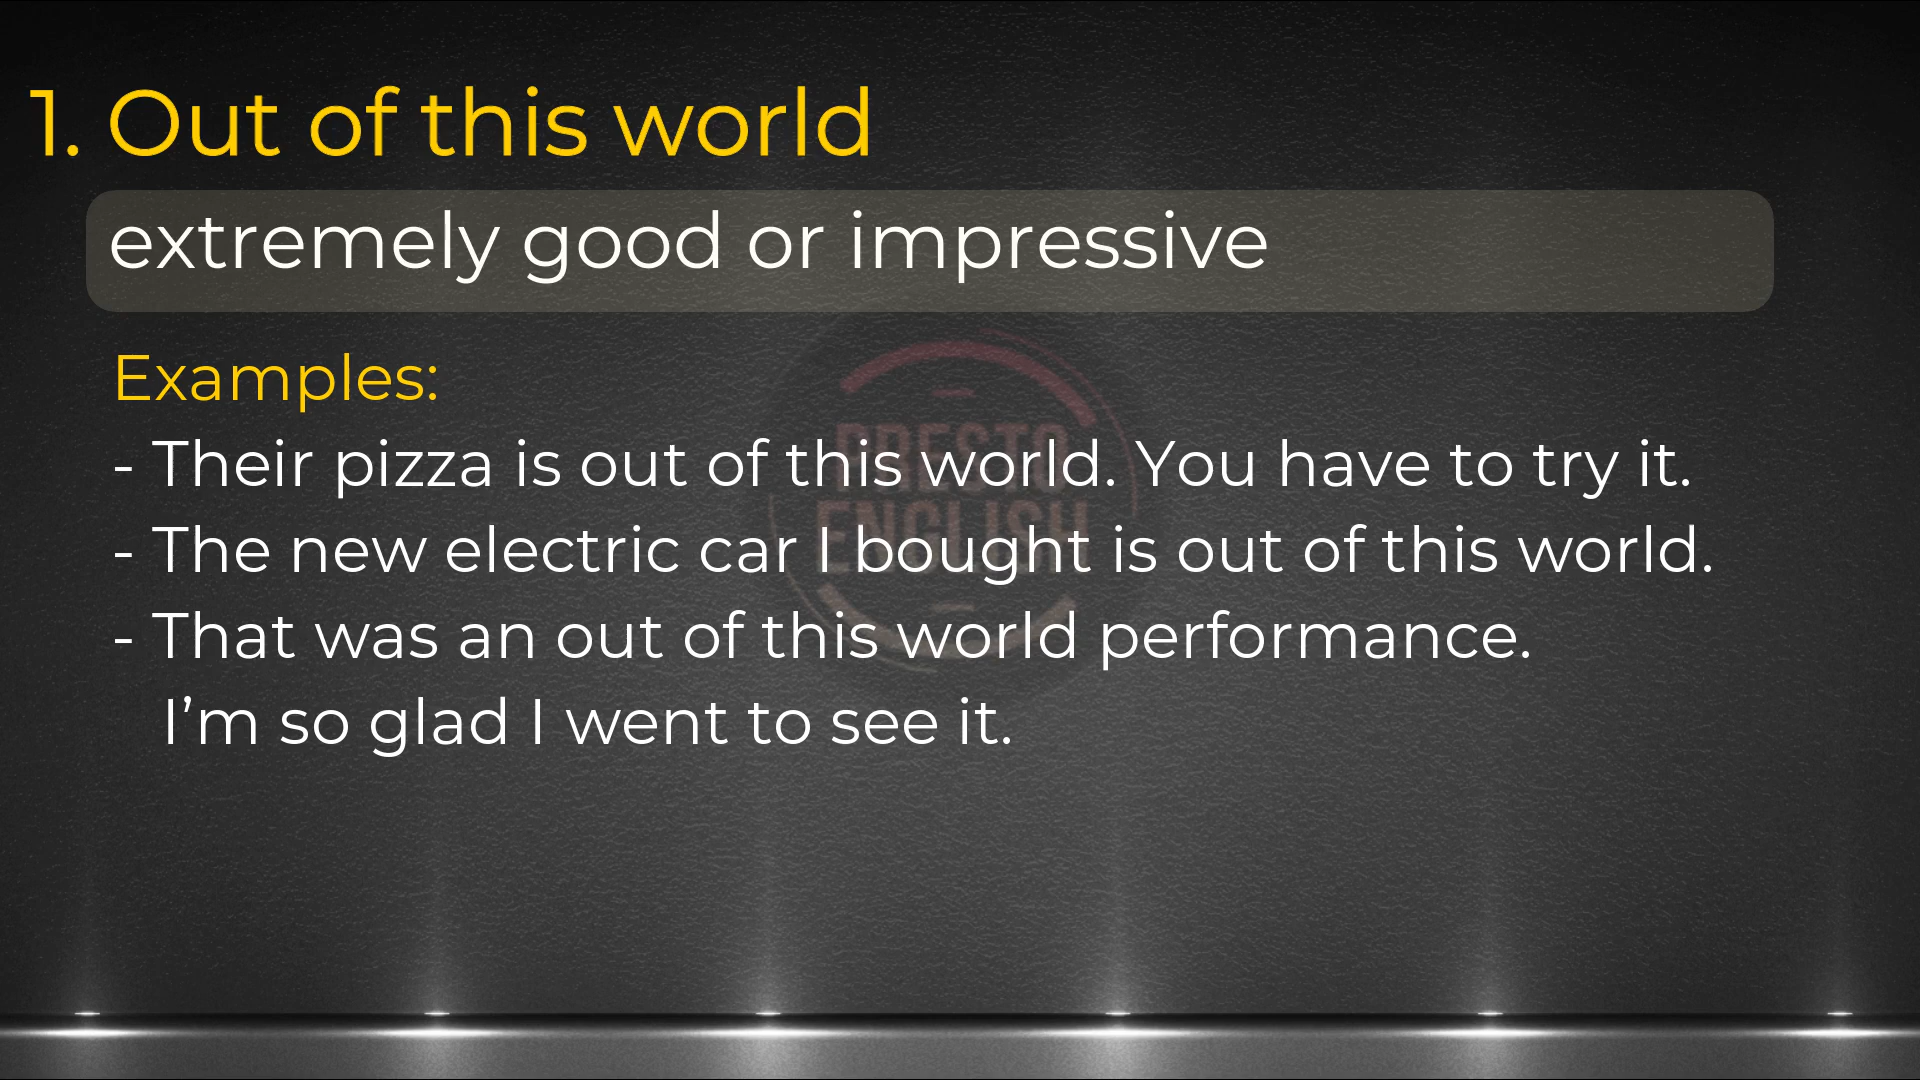 1. Out of this world
extremely good or impressive
Examples:
- Their pizza is out of this world. You have to try it.
- The new electric car I bought is out of this world.
- That was an out of this world performance.
I’m so glad I went to see it.
PRESTO
ENGLISH